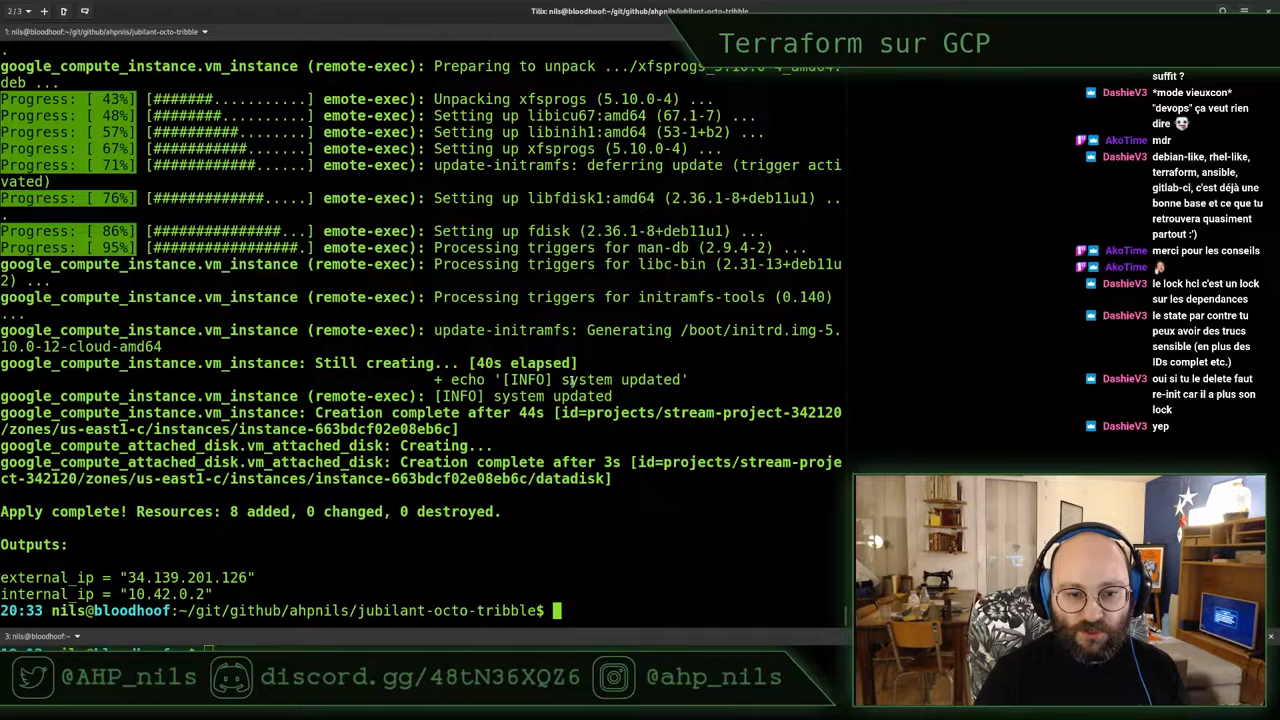 2/3
Tilix: nils@bloodhoof:~/git/github/ahpnils/jubilant-octo-tribble
1: nils@bloodhoof:~/git/github/ahpnils/jubilant-octo-tribble
Terraform sur GCP
.
google_compute_instance.vm_instance (remote-exec): Preparing to unpack .../xfsprogs_5.10.0-4_amd64.
deb ...
Progress: [ 43%] [#######...........] emote-exec): Unpacking xfsprogs (5.10.0-4) ...
Progress: [ 48%] [########..........] emote-exec): Setting up libicu67:amd64 (67.1-7) ...
Progress: [ 57%] [##########........] emote-exec): Setting up libinih1:amd64 (53-1+b2) ...
Progress: [ 67%] [###########.......] emote-exec): Setting up xfsprogs (5.10.0-4) ...
Progress: [ 71%] [############......] emote-exec): update-initramfs: deferring update (trigger acti
vated)
Progress: [ 76%] [#############.....] emote-exec): Setting up libfdisk1:amd64 (2.36.1-8+deb11u1) ..
.
Progress: [ 86%] [###############...] emote-exec): Setting up fdisk (2.36.1-8+deb11u1) ...
Progress: [ 95%] [#################.] emote-exec): Processing triggers for man-db (2.9.4-2) ...
google_compute_instance.vm_instance (remote-exec): Processing triggers for libc-bin (2.31-13+deb11u
2) ...
google_compute_instance.vm_instance (remote-exec): Processing triggers for initramfs-tools (0.140)
...
google_compute_instance.vm_instance (remote-exec): update-initramfs: Generating /boot/initrd.img-5.
10.0-12-cloud-amd64
google_compute_instance.vm_instance: Still creating... [40s elapsed]
+ echo '[INFO] system updated'
google_compute_instance.vm_instance (remote-exec): [INFO] system updated
google_compute_instance.vm_instance: Creation complete after 44s [id=projects/stream-project-342120
/zones/us-east1-c/instances/instance-663bdcf02e08eb6c]
google_compute_attached_disk.vm_attached_disk: Creating...
google_compute_attached_disk.vm_attached_disk: Creation complete after 3s [id=projects/stream-proje
ct-342120/zones/us-east1-c/instances/instance-663bdcf02e08eb6c/datadisk]
Apply complete! Resources: 8 added, 0 changed, 0 destroyed.
Outputs:
external_ip = "34.139.201.126"
internal_ip = "10.42.0.2"
20:33 nils@bloodhoof:~/git/github/ahpnils/jubilant-octo-tribble$
3: nils@bloodhoof:~
suffit ?
DashieV3 *mode vieuxcon*
"devops" ça veut rien
dire
AkoTime mdr
DashieV3 debian-like, rhel-like,
terraform, ansible,
gitlab-ci, c'est déjà une
bonne base et ce que tu
retrouvera quasiment
partout :')
AkoTime merci pour les conseils
AkoTime
DashieV3 le lock hcl c'est un lock
sur les dependances
DashieV3 le state par contre tu
peux avoir des trucs
sensible (en plus des
IDs complet etc.)
DashieV3 oui si tu le delete faut
re-init car il a plus son
lock
DashieV3 yep
@AHP_nils
discord.gg/48tN36XQZ6
@ahp_nils